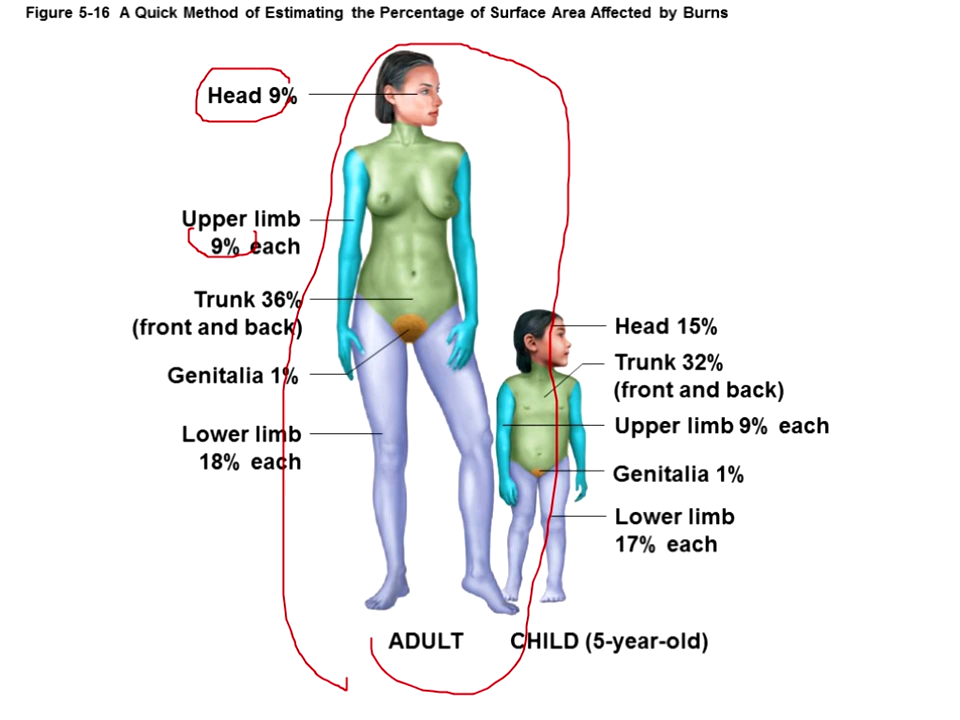 Figure 5-16 A Quick Method of Estimating the Percentage of Surface Area Affected by Burns
Head 9%
Upper limb
9% each
Trunk 36%
(front and back)
Genitalia 1%
Lower limb
18% each
Head 15%
Trunk 32%
(front and back)
Upper limb 9% each
Genitalia 1%
Lower limb
17% each
ADULT
CHILD (5-year-old)